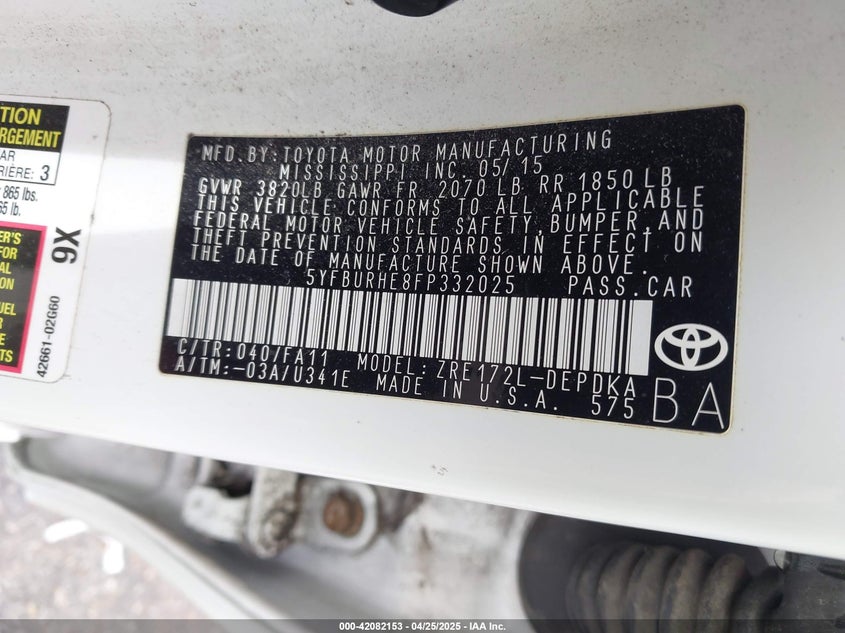 TION
RGEMENT
AR
RIÈRE: 3
865 lbs.
65 lb.
ER'S
FOR
AL
ION
UEL
R
E
S
9X
42661-02G60
MFD.BY:TOYOTA MOTOR MANUFACTURING
MISSISSIPPI INC. 05/15
GVWR 3820LB GAWR FR 2070 LB RR 1850 LB
THIS VEHICLE CONFORMS TO ALL APPLICABLE
FEDERAL MOTOR VEHICLE SAFETY,BUMPER,AND
THEFT PREVENTION STANDARDS IN EFFECT ON
THE DATE OF MANUFACTURE SHOWN ABOVE.
5YFBURHE8FP332025 PASS.CAR
C/TR:040/FA11 MODEL:ZRE172L-DEPDKA
A/TM:-03A/U341E MADE IN U.S.A. 575
BA
000-42082153 - 04/25/2025 - IAA Inc.